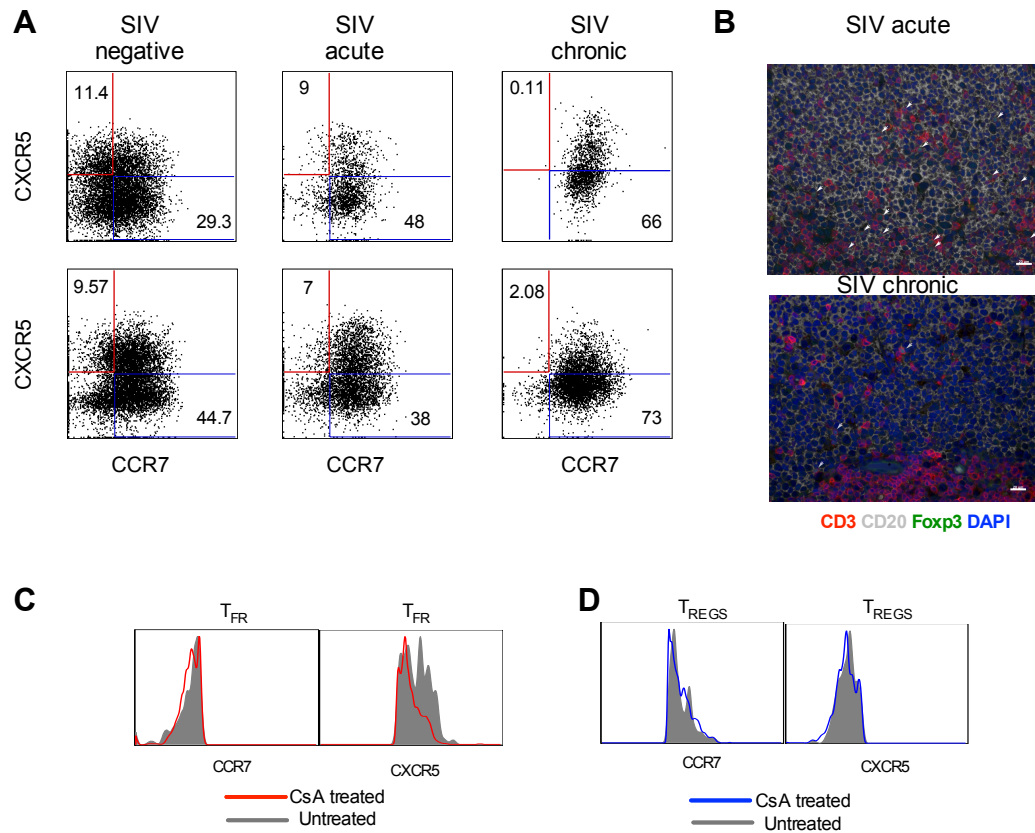 A
SIV
negative
SIV
acute
SIV
chronic
B
SIV acute
11.4
9
0.11
CXCR5
29.3
48
66
SIV chronic
9.57
7
2.08
CXCR5
44.7
38
73
CCR7
CCR7
CCR7
CD3 CD20 Foxp3 DAPI
C
TFR
TFR
D
TREGS
TREGS
CCR7
CXCR5
CCR7
CXCR5
CsA treated
Untreated
CsA treated
Untreated